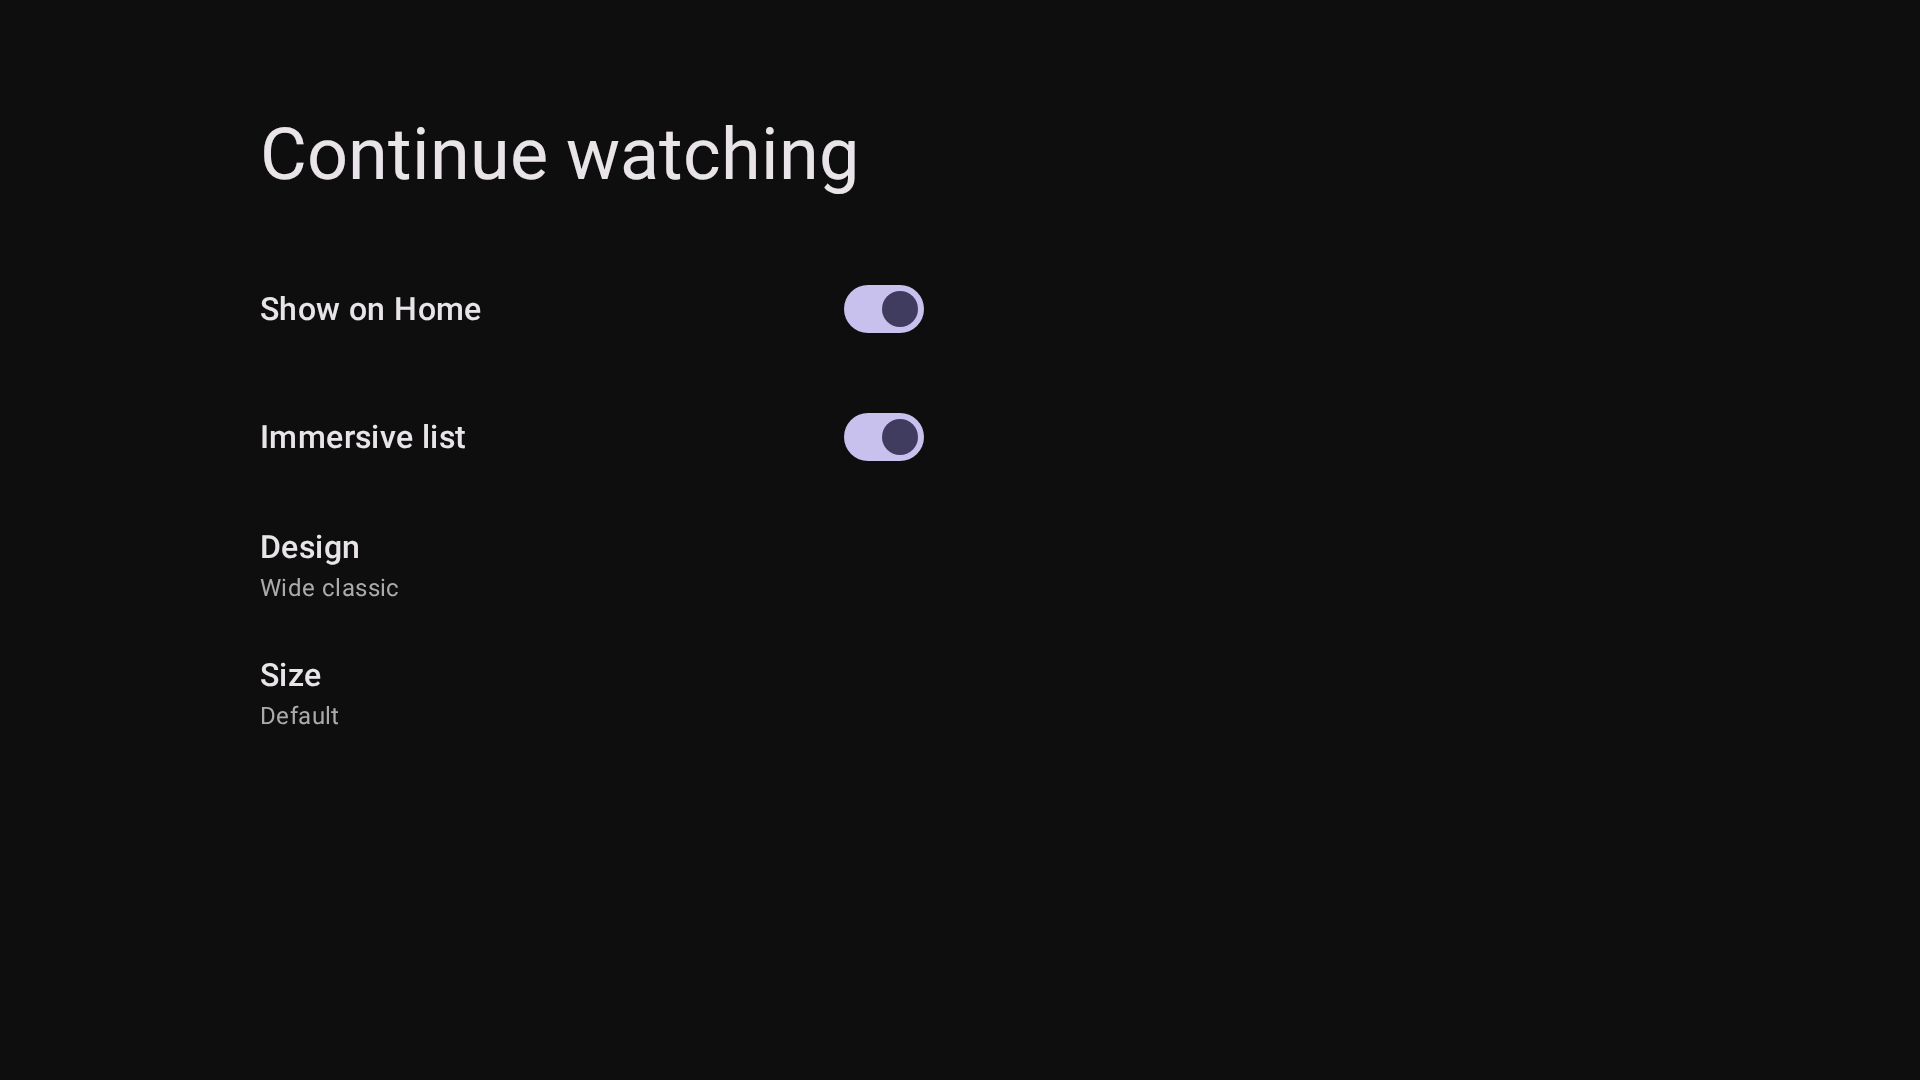 Continue watching
Show on Home
Immersive list
Design
Wide classic
Size
Default